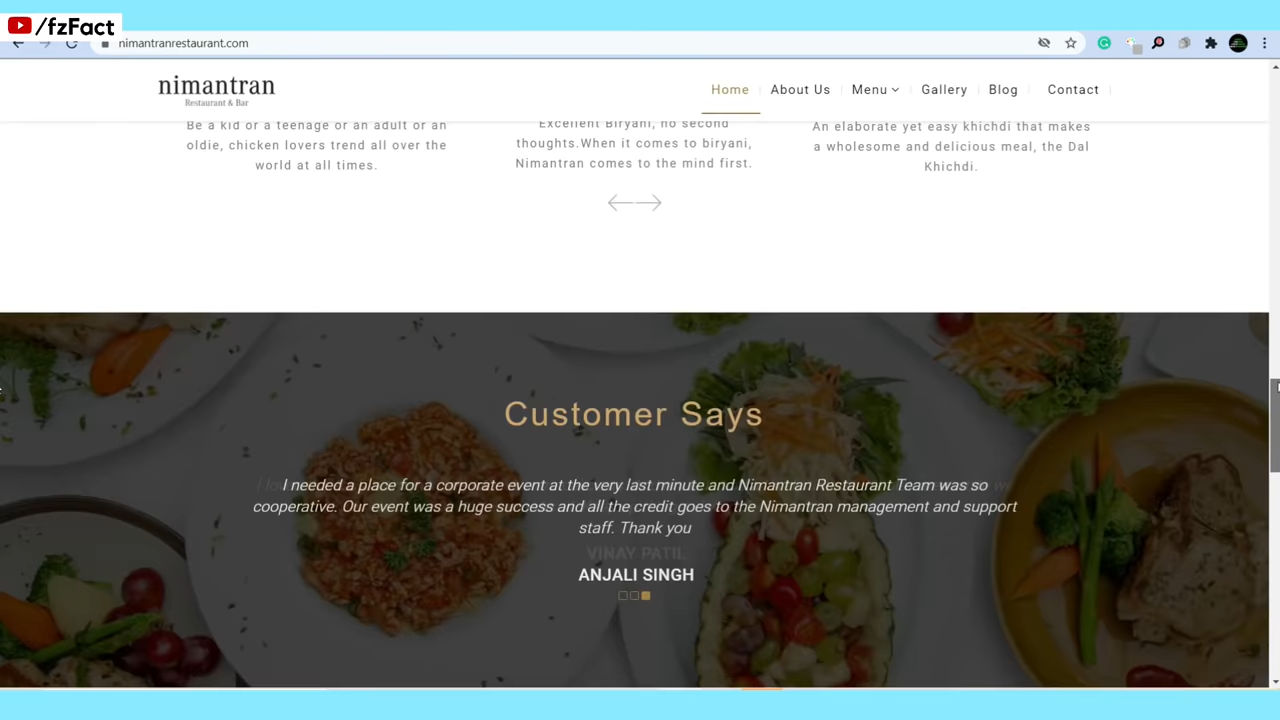 /fzFact
nimantranrestaurant.com
nimantran
Restaurant & Bar
Home
About Us
Menu
Gallery
Blog
Contact
Be a kid or a teenage or an adult or an
oldie, chicken lovers trend all over the
world at all times.
Excellent Biryani, no second
thoughts.When it comes to biryani,
Nimantran comes to the mind first.
An elaborate yet easy khichdi that makes
a wholesome and delicious meal, the Dal
Khichdi.
Customer Says
I needed a place for a corporate event at the very last minute and Nimantran Restaurant Team was so
cooperative. Our event was a huge success and all the credit goes to the Nimantran management and support
staff. Thank you
VINAY PATIL
ANJALI SINGH